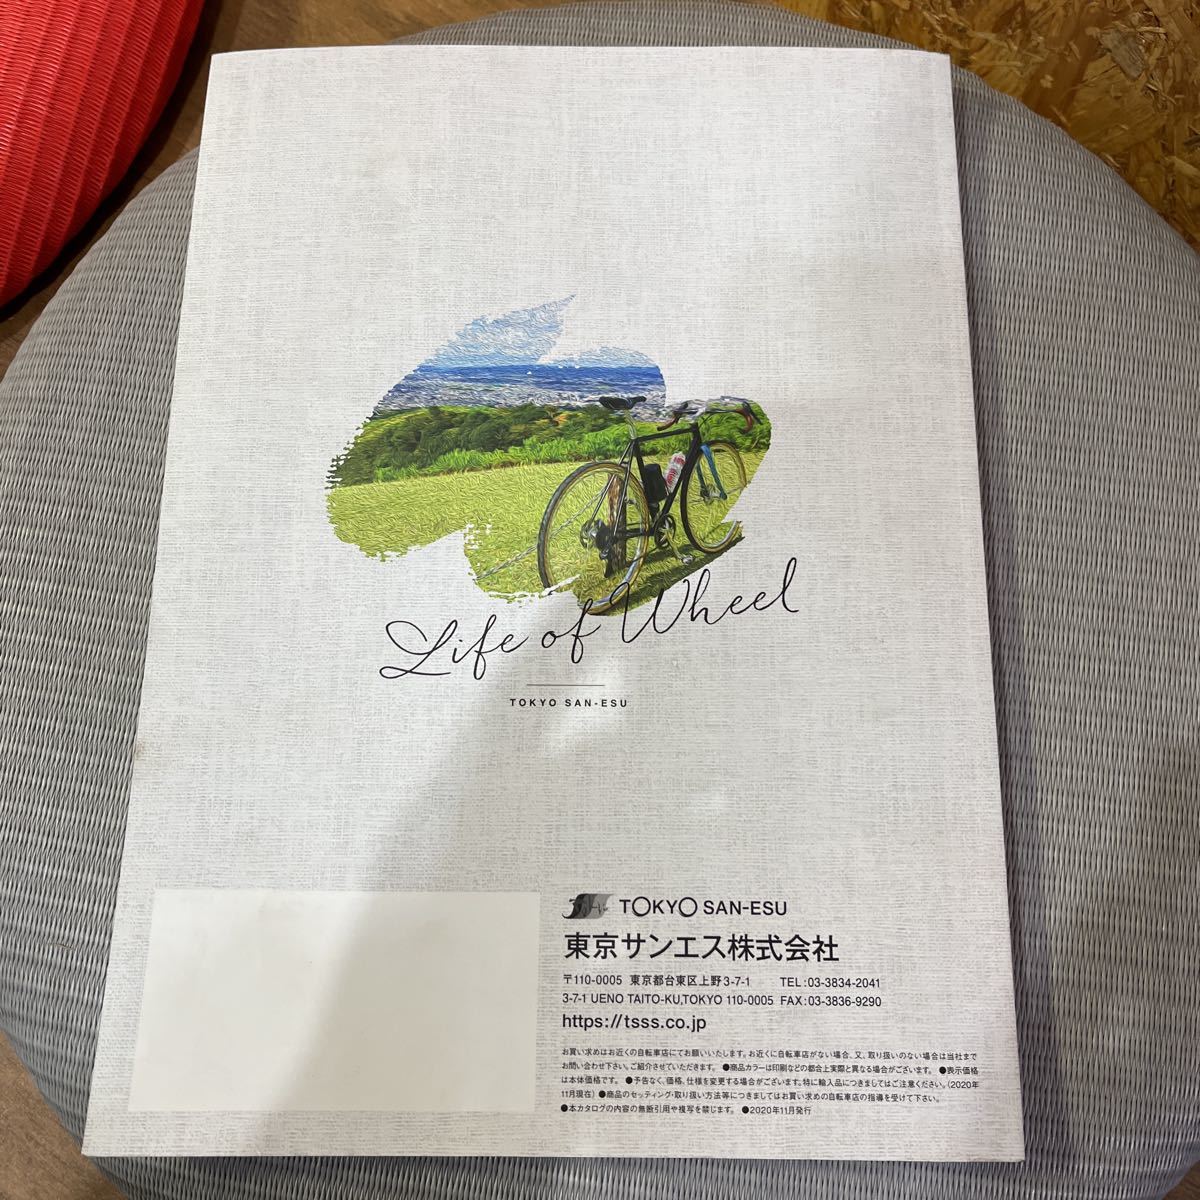 Life of Wheel
TOKYO SAN-ESU
TOKYO SAN-ESU
東京サンエス株式会社
〒110-0005 東京都台東区上野3-7-1 TEL:03-3834-2041
3-7-1 UENO TAITO-KU,TOKYO 110-0005 FAX:03-3836-9290
https://tsss.co.jp
お買い求めはお近くの自転車店にてお願いいたします。お近くに自転車店がない場合、又、取り扱いのない場合は当社まで
お問い合わせ下さい。ご紹介させていただきます。 ●商品カラーは印刷などの都合上実際と異なる場合がございます。 ●表示価格
は本体価格です。 ●予告なく、価格、仕様を変更する場合がございます。特に輸入品につきましてはご注意ください。(2020年
11月現在) ●商品のセッティング・取り扱い方法等につきましてはお買い求めの自転車店の指導を受けて下さい。
●本カタログの内容の無断引用や複写を禁じます。 ●2020年11月発行